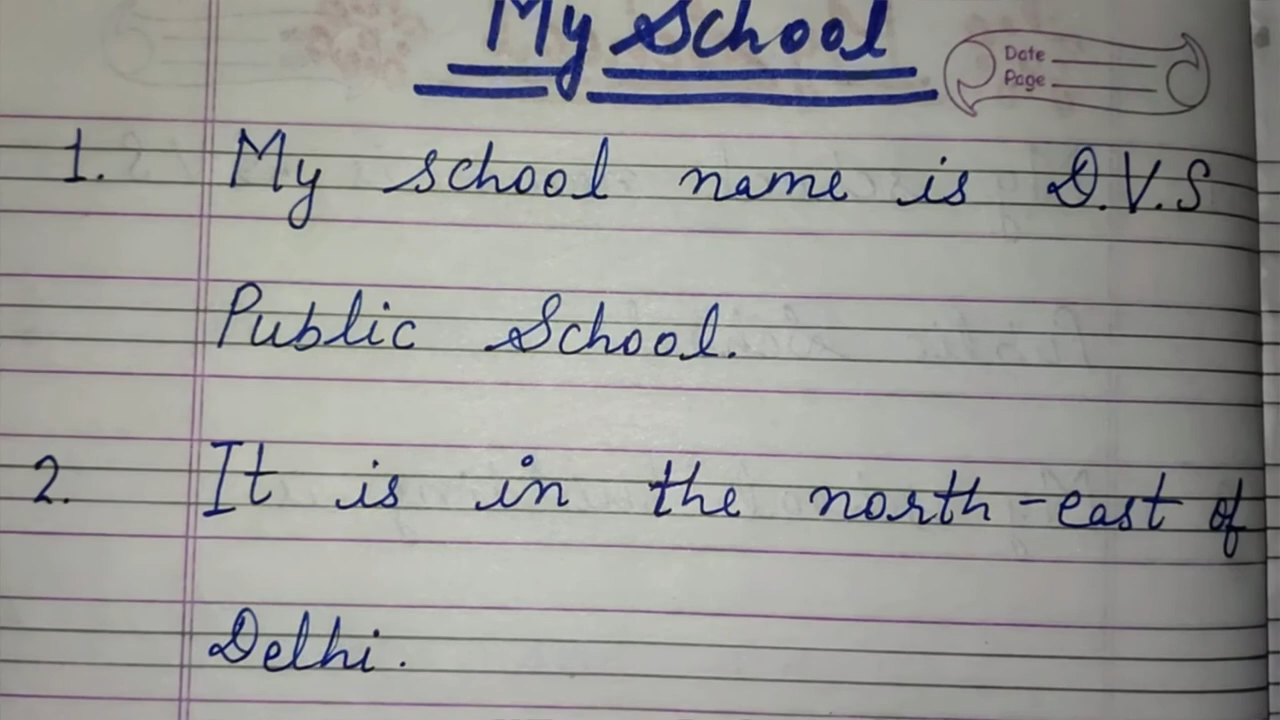 My School
Date
Page
1. My school name is D.V.S
Public School.
2. It is in the north-east of
Delhi.